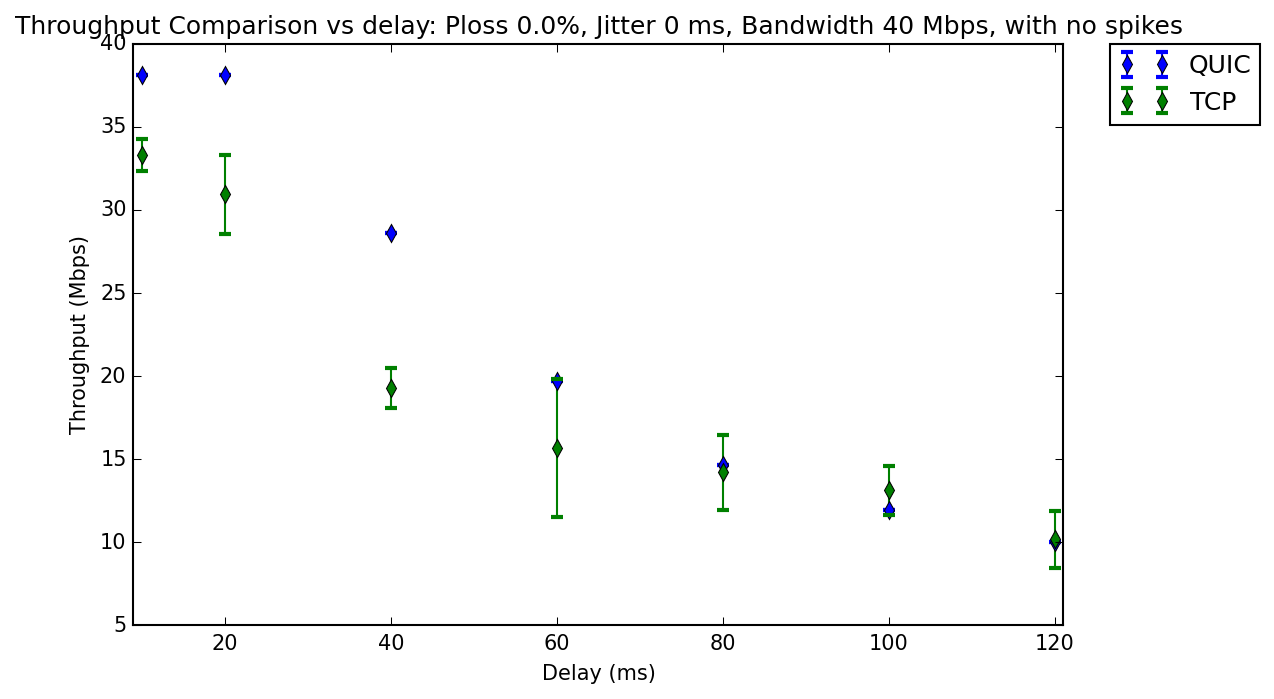 Throughput Comparison vs delay: Ploss 0.0%, Jitter 0 ms, Bandwidth 40 Mbps, with no spikes
QUIC
TCP
Throughput (Mbps)
40
35
30
25
20
15
10
5
20
40
60
80
100
120
Delay (ms)